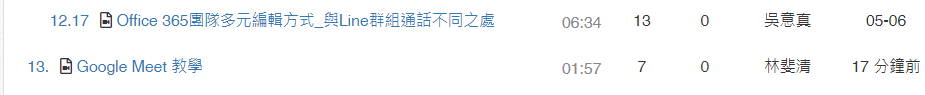 12.17 Office 365團隊多元編輯方式_與Line群組通話不同之處 06:34 13 0 吳意真 05-06
13. Google Meet 教學 01:57 7 0 林斐清 17 分鐘前